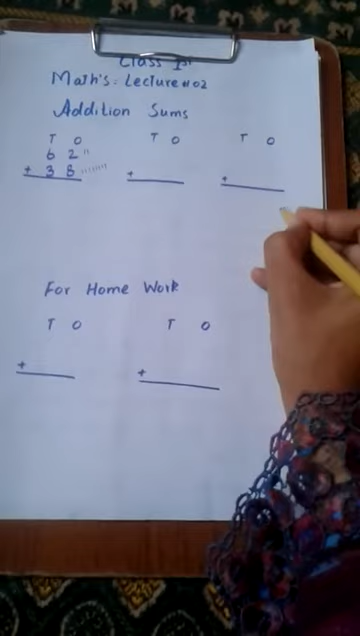 Class 1st
Math's: Lecture # 02
Addition Sums
T O T O T O
6 2 "
+ 3 8 '''''''' + +
For Home Work
T O T O
+ +